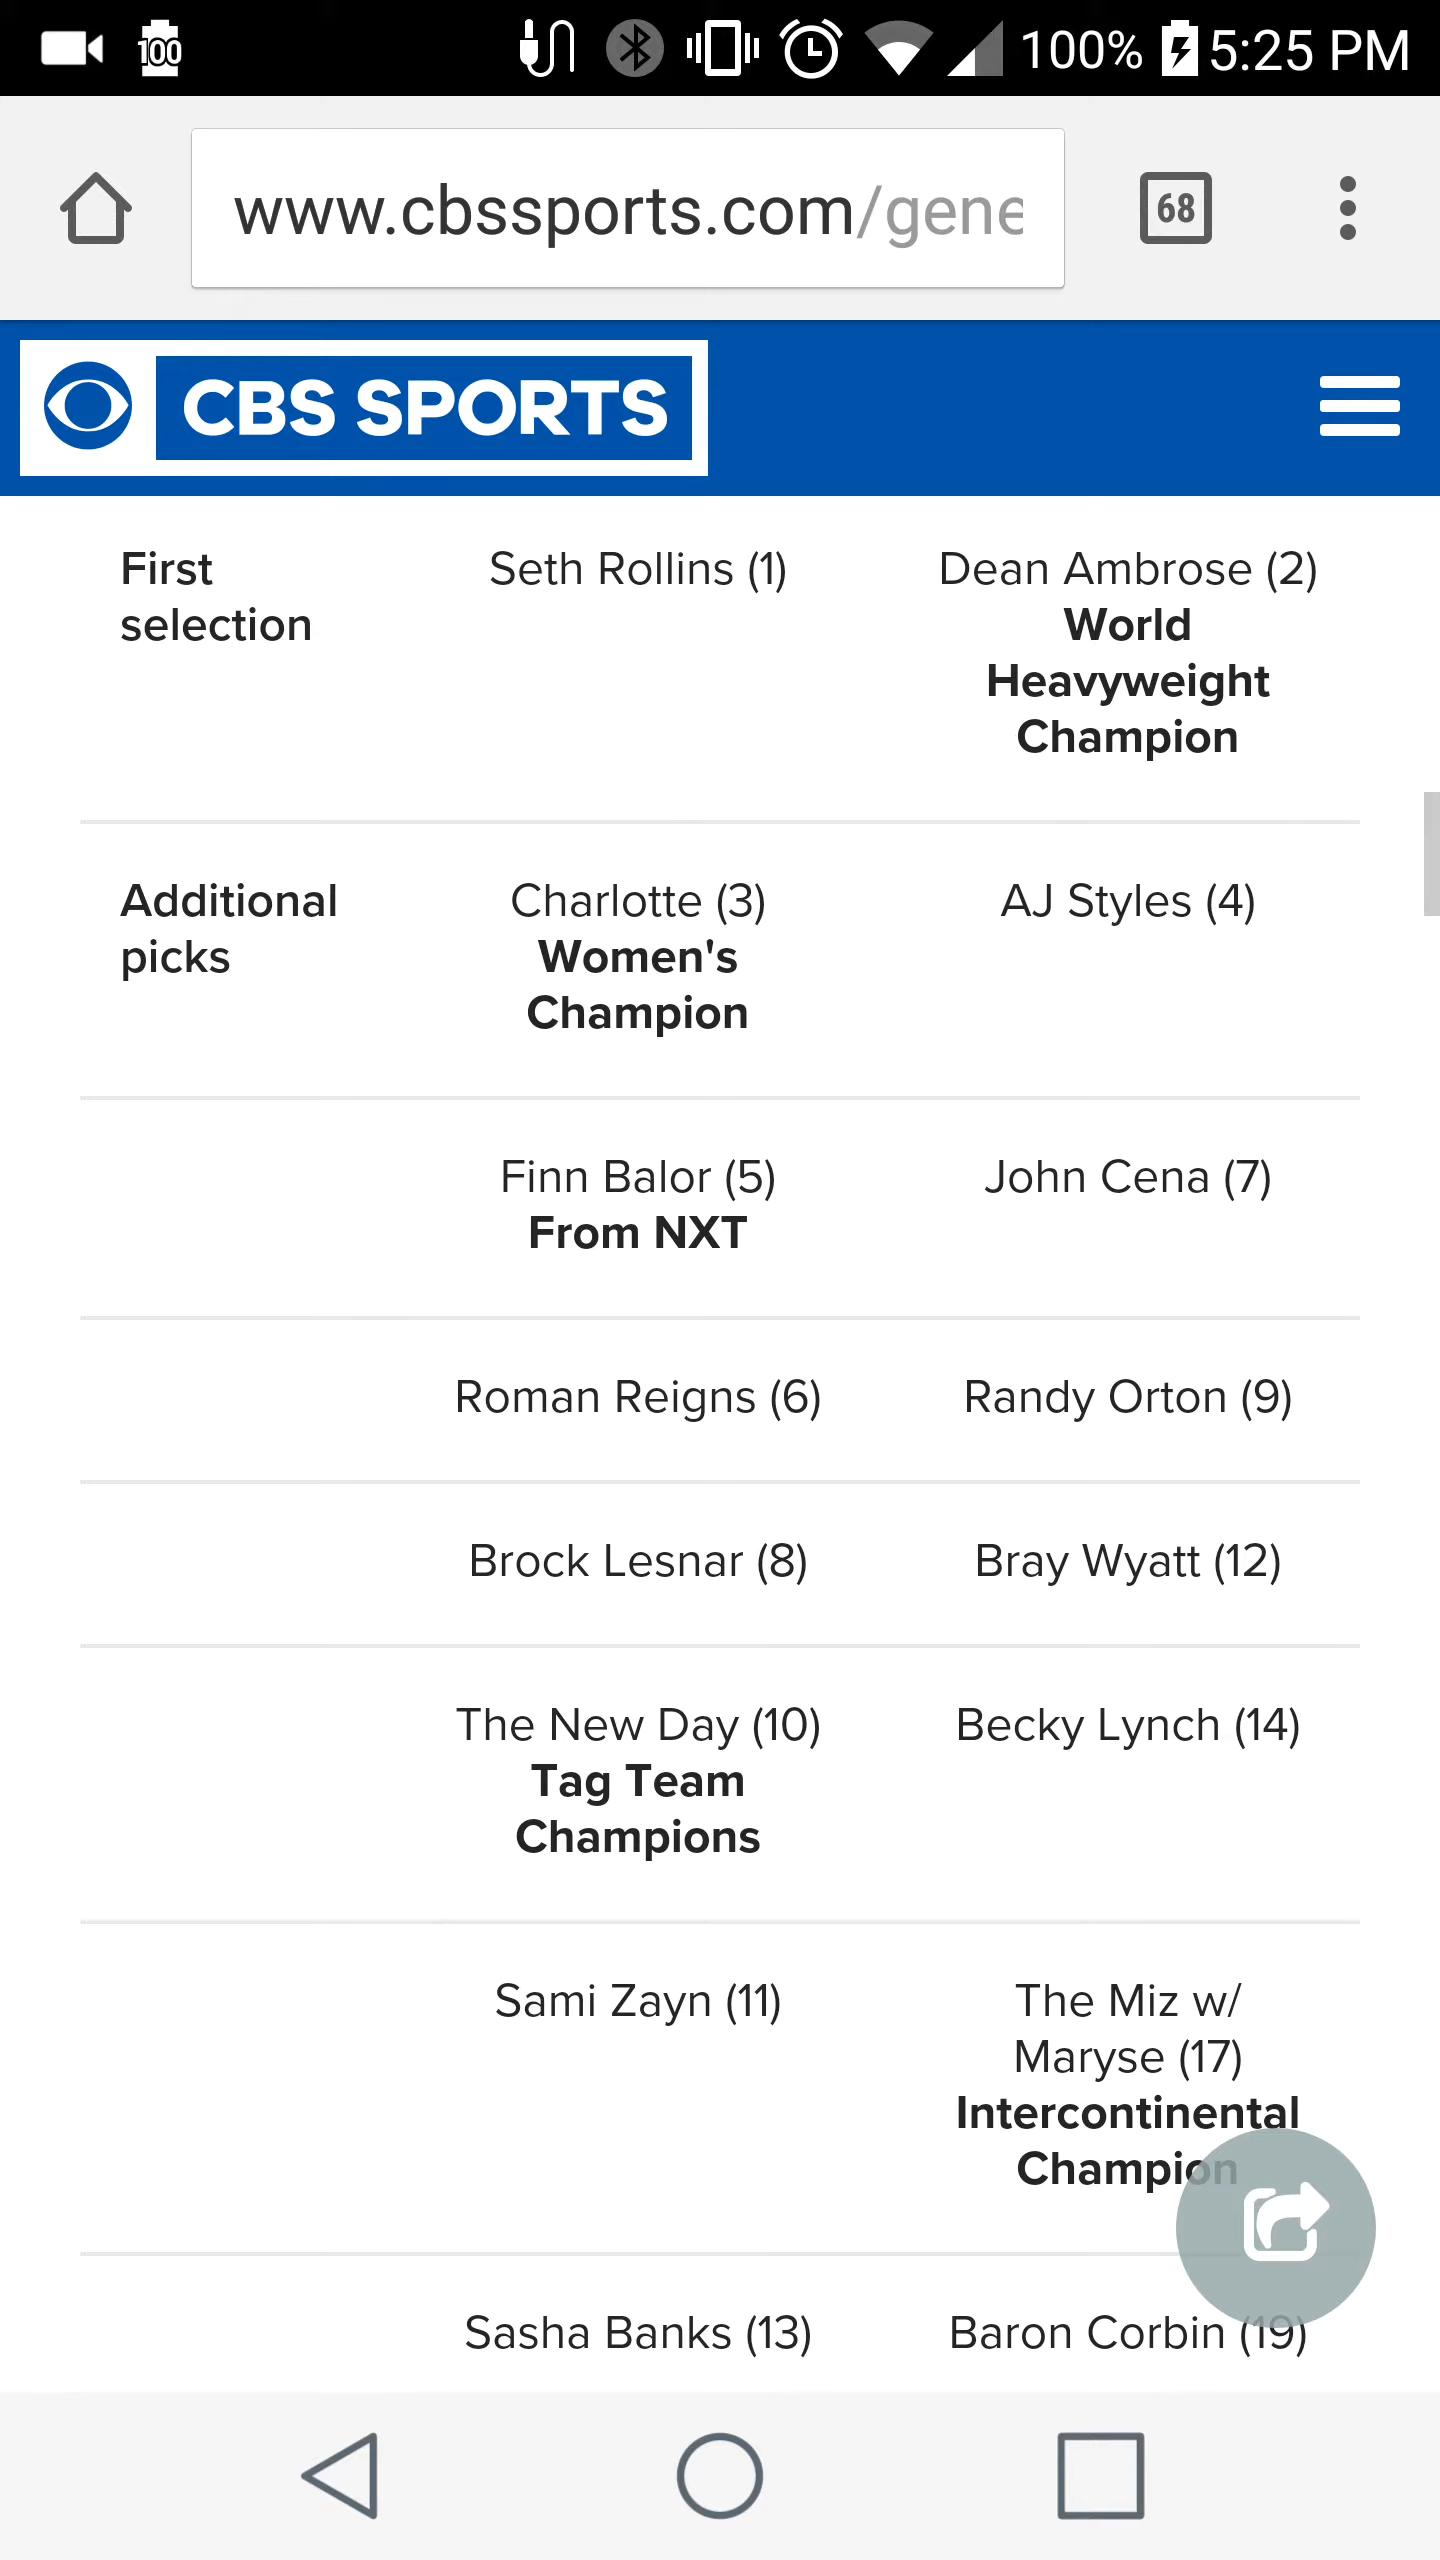 100 100% 5:25 PM
www.cbssports.com/gene 68
CBS SPORTS
First selection
Seth Rollins (1)
Dean Ambrose (2)
World
Heavyweight
Champion
Additional picks
Charlotte (3)
Women's
Champion
AJ Styles (4)
Finn Balor (5)
From NXT
John Cena (7)
Roman Reigns (6)
Randy Orton (9)
Brock Lesnar (8)
Bray Wyatt (12)
The New Day (10)
Tag Team
Champions
Becky Lynch (14)
Sami Zayn (11)
The Miz w/
Maryse (17)
Intercontinental
Champion
Sasha Banks (13)
Baron Corbin (19)